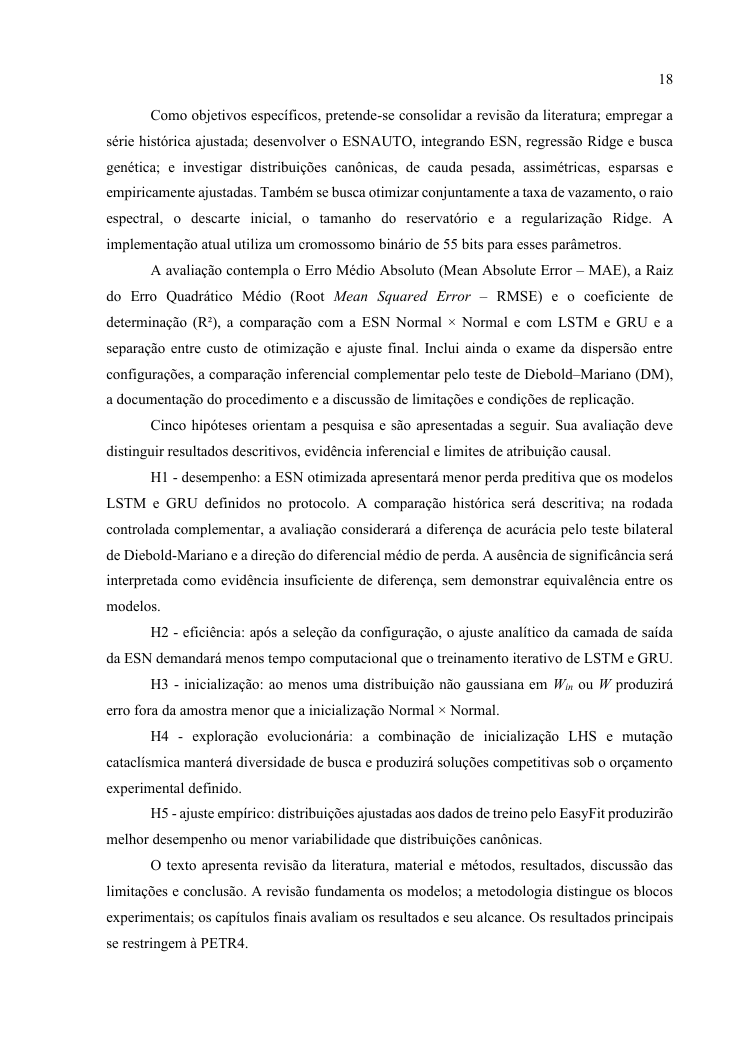 18
Como objetivos específicos, pretende-se consolidar a revisão da literatura; empregar a
série histórica ajustada; desenvolver o ESNAUTO, integrando ESN, regressão Ridge e busca
genética; e investigar distribuições canônicas, de cauda pesada, assimétricas, esparsas e
empiricamente ajustadas. Também se busca otimizar conjuntamente a taxa de vazamento, o raio
espectral, o descarte inicial, o tamanho do reservatório e a regularização Ridge. A
implementação atual utiliza um cromossomo binário de 55 bits para esses parâmetros.
A avaliação contempla o Erro Médio Absoluto (Mean Absolute Error – MAE), a Raiz
do Erro Quadrático Médio (Root Mean Squared Error – RMSE) e o coeficiente de
determinação (R²), a comparação com a ESN Normal × Normal e com LSTM e GRU e a
separação entre custo de otimização e ajuste final. Inclui ainda o exame da dispersão entre
configurações, a comparação inferencial complementar pelo teste de Diebold–Mariano (DM),
a documentação do procedimento e a discussão de limitações e condições de replicação.
Cinco hipóteses orientam a pesquisa e são apresentadas a seguir. Sua avaliação deve
distinguir resultados descritivos, evidência inferencial e limites de atribuição causal.
H1 - desempenho: a ESN otimizada apresentará menor perda preditiva que os modelos
LSTM e GRU definidos no protocolo. A comparação histórica será descritiva; na rodada
controlada complementar, a avaliação considerará a diferença de acurácia pelo teste bilateral
de Diebold-Mariano e a direção do diferencial médio de perda. A ausência de significância será
interpretada como evidência insuficiente de diferença, sem demonstrar equivalência entre os
modelos.
H2 - eficiência: após a seleção da configuração, o ajuste analítico da camada de saída
da ESN demandará menos tempo computacional que o treinamento iterativo de LSTM e GRU.
H3 - inicialização: ao menos uma distribuição não gaussiana em Win ou W produzirá
erro fora da amostra menor que a inicialização Normal × Normal.
H4 - exploração evolucionária: a combinação de inicialização LHS e mutação
cataclísmica manterá diversidade de busca e produzirá soluções competitivas sob o orçamento
experimental definido.
H5 - ajuste empírico: distribuições ajustadas aos dados de treino pelo EasyFit produzirão
melhor desempenho ou menor variabilidade que distribuições canônicas.
O texto apresenta revisão da literatura, material e métodos, resultados, discussão das
limitações e conclusão. A revisão fundamenta os modelos; a metodologia distingue os blocos
experimentais; os capítulos finais avaliam os resultados e seu alcance. Os resultados principais
se restringem à PETR4.